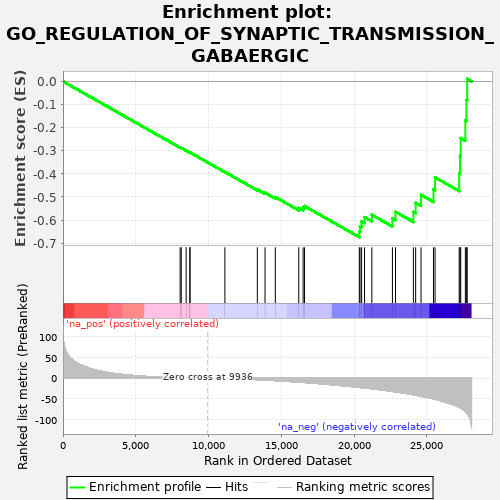 Enrichment plot:
GO_REGULATION_OF_SYNAPTIC_TRANSMISSION_
GABAERGIC
Enrichment score (ES)
0.0
-0.1
-0.2
-0.3
-0.4
-0.5
-0.6
-0.7
'na_pos' (positively correlated)
Ranked list metric (PreRanked)
100
50
0
-50
-100
Zero cross at 9936
'na_neg' (negatively correlated)
0 5,000 10,000 15,000 20,000 25,000
Rank in Ordered Dataset
Enrichment profile Hits Ranking metric scores